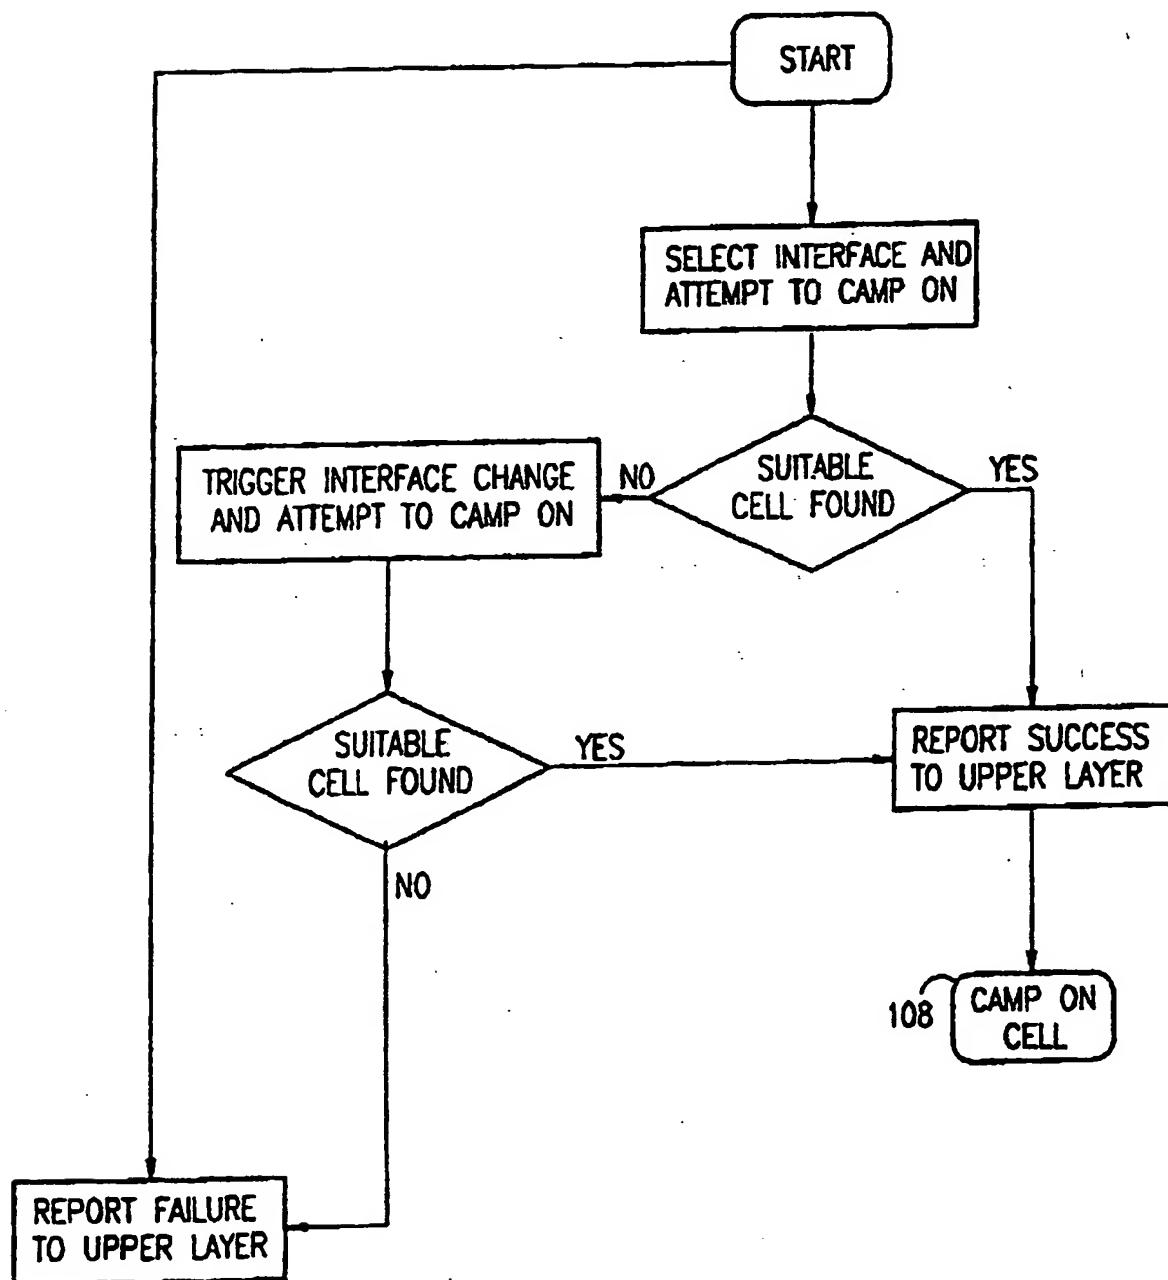 START
SELECT INTERFACE AND
ATTEMPT TO CAMP ON
SUITABLE
CELL FOUND
NO
YES
TRIGGER INTERFACE CHANGE
AND ATTEMPT TO CAMP ON
SUITABLE
CELL FOUND
YES
NO
REPORT SUCCESS
TO UPPER LAYER
108
CAMP ON
CELL
REPORT FAILURE
TO UPPER LAYER